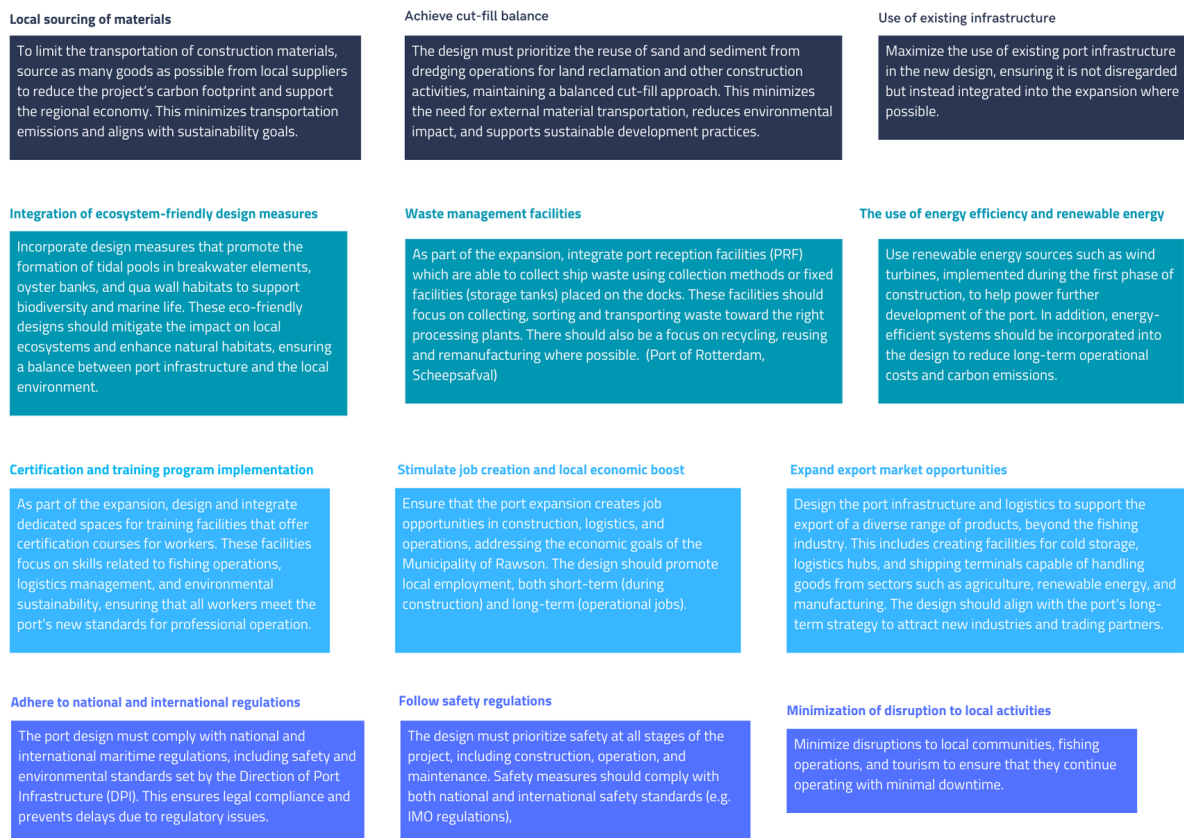 Local sourcing of materials
To limit the transportation of construction materials,
source as many goods as possible from local suppliers
to reduce the project's carbon footprint and support
the regional economy. This minimizes transportation
emissions and aligns with sustainability goals.
Achieve cut-fill balance
The design must prioritize the reuse of sand and sediment from
dredging operations for land reclamation and other construction
activities, maintaining a balanced cut-fill approach. This minimizes
the need for external material transportation, reduces environmental
impact, and supports sustainable development practices.
Use of existing infrastructure
Maximize the use of existing port infrastructure
in the new design, ensuring it is not disregarded
but instead integrated into the expansion where
possible.
Integration of ecosystem-friendly design measures
Incorporate design measures that promote the
formation of tidal pools in breakwater elements,
oyster banks, and qua wall habitats to support
biodiversity and marine life. These eco-friendly
designs should mitigate the impact on local
ecosystems and enhance natural habitats, ensuring
a balance between port infrastructure and the local
environment.
Waste management facilities
As part of the expansion, integrate port reception facilities (PRF)
which are able to collect ship waste using collection methods or fixed
facilities (storage tanks) placed on the docks. These facilities should
focus on collecting, sorting and transporting waste toward the right
processing plants. There should also be a focus on recycling, reusing
and remanufacturing where possible. (Port of Rotterdam,
Scheepsafval)
The use of energy efficiency and renewable energy
Use renewable energy sources such as wind
turbines, implemented during the first phase of
construction, to help power further
development of the port. In addition, energy-
efficient systems should be incorporated into
the design to reduce long-term operational
costs and carbon emissions.
Certification and training program implementation
As part of the expansion, design and integrate
dedicated spaces for training facilities that offer
certification courses for workers. These facilities
focus on skills related to fishing operations,
logistics management, and environmental
sustainability, ensuring that all workers meet the
port's new standards for professional operation.
Stimulate job creation and local economic boost
Ensure that the port expansion creates job
opportunities in construction, logistics, and
operations, addressing the economic goals of the
Municipality of Rawson. The design should promote
local employment, both short-term (during
construction) and long-term (operational jobs).
Expand export market opportunities
Design the port infrastructure and logistics to support the
export of a diverse range of products, beyond the fishing
industry. This includes creating facilities for cold storage,
logistics hubs, and shipping terminals capable of handling
goods from sectors such as agriculture, renewable energy, and
manufacturing. The design should align with the port's long-
term strategy to attract new industries and trading partners.
Adhere to national and international regulations
The port design must comply with national and
international maritime regulations, including safety and
environmental standards set by the Direction of Port
Infrastructure (DPI). This ensures legal compliance and
prevents delays due to regulatory issues.
Follow safety regulations
The design must prioritize safety at all stages of the
project, including construction, operation, and
maintenance. Safety measures should comply with
both national and international safety standards (e.g.
IMO regulations),
Minimization of disruption to local activities
Minimize disruptions to local communities, fishing
operations, and tourism to ensure that they continue
operating with minimal downtime.